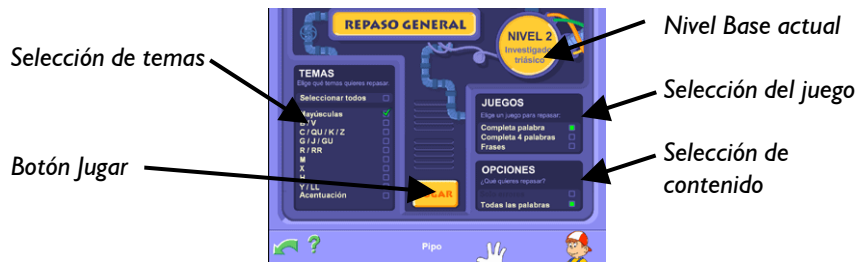 REPASO GENERAL
NIVEL 2
Investigador
triásico
Nivel Base actual
Selección de temas
TEMAS
Elige qué temas quieres repasar
Seleccionar todos
Mayúsculas
B / V
C / QU / K / Z
G / J / GU
R / RR
M
X
H
Y / LL
Acentuación
Selección del juego
JUEGOS
Elige un juego para repasar:
Completa palabra
Completa 4 palabras
Frases
Botón Jugar
JUGAR
Selección de
contenido
OPCIONES
¿Qué quieres repasar?
Todas las palabras
Pipo